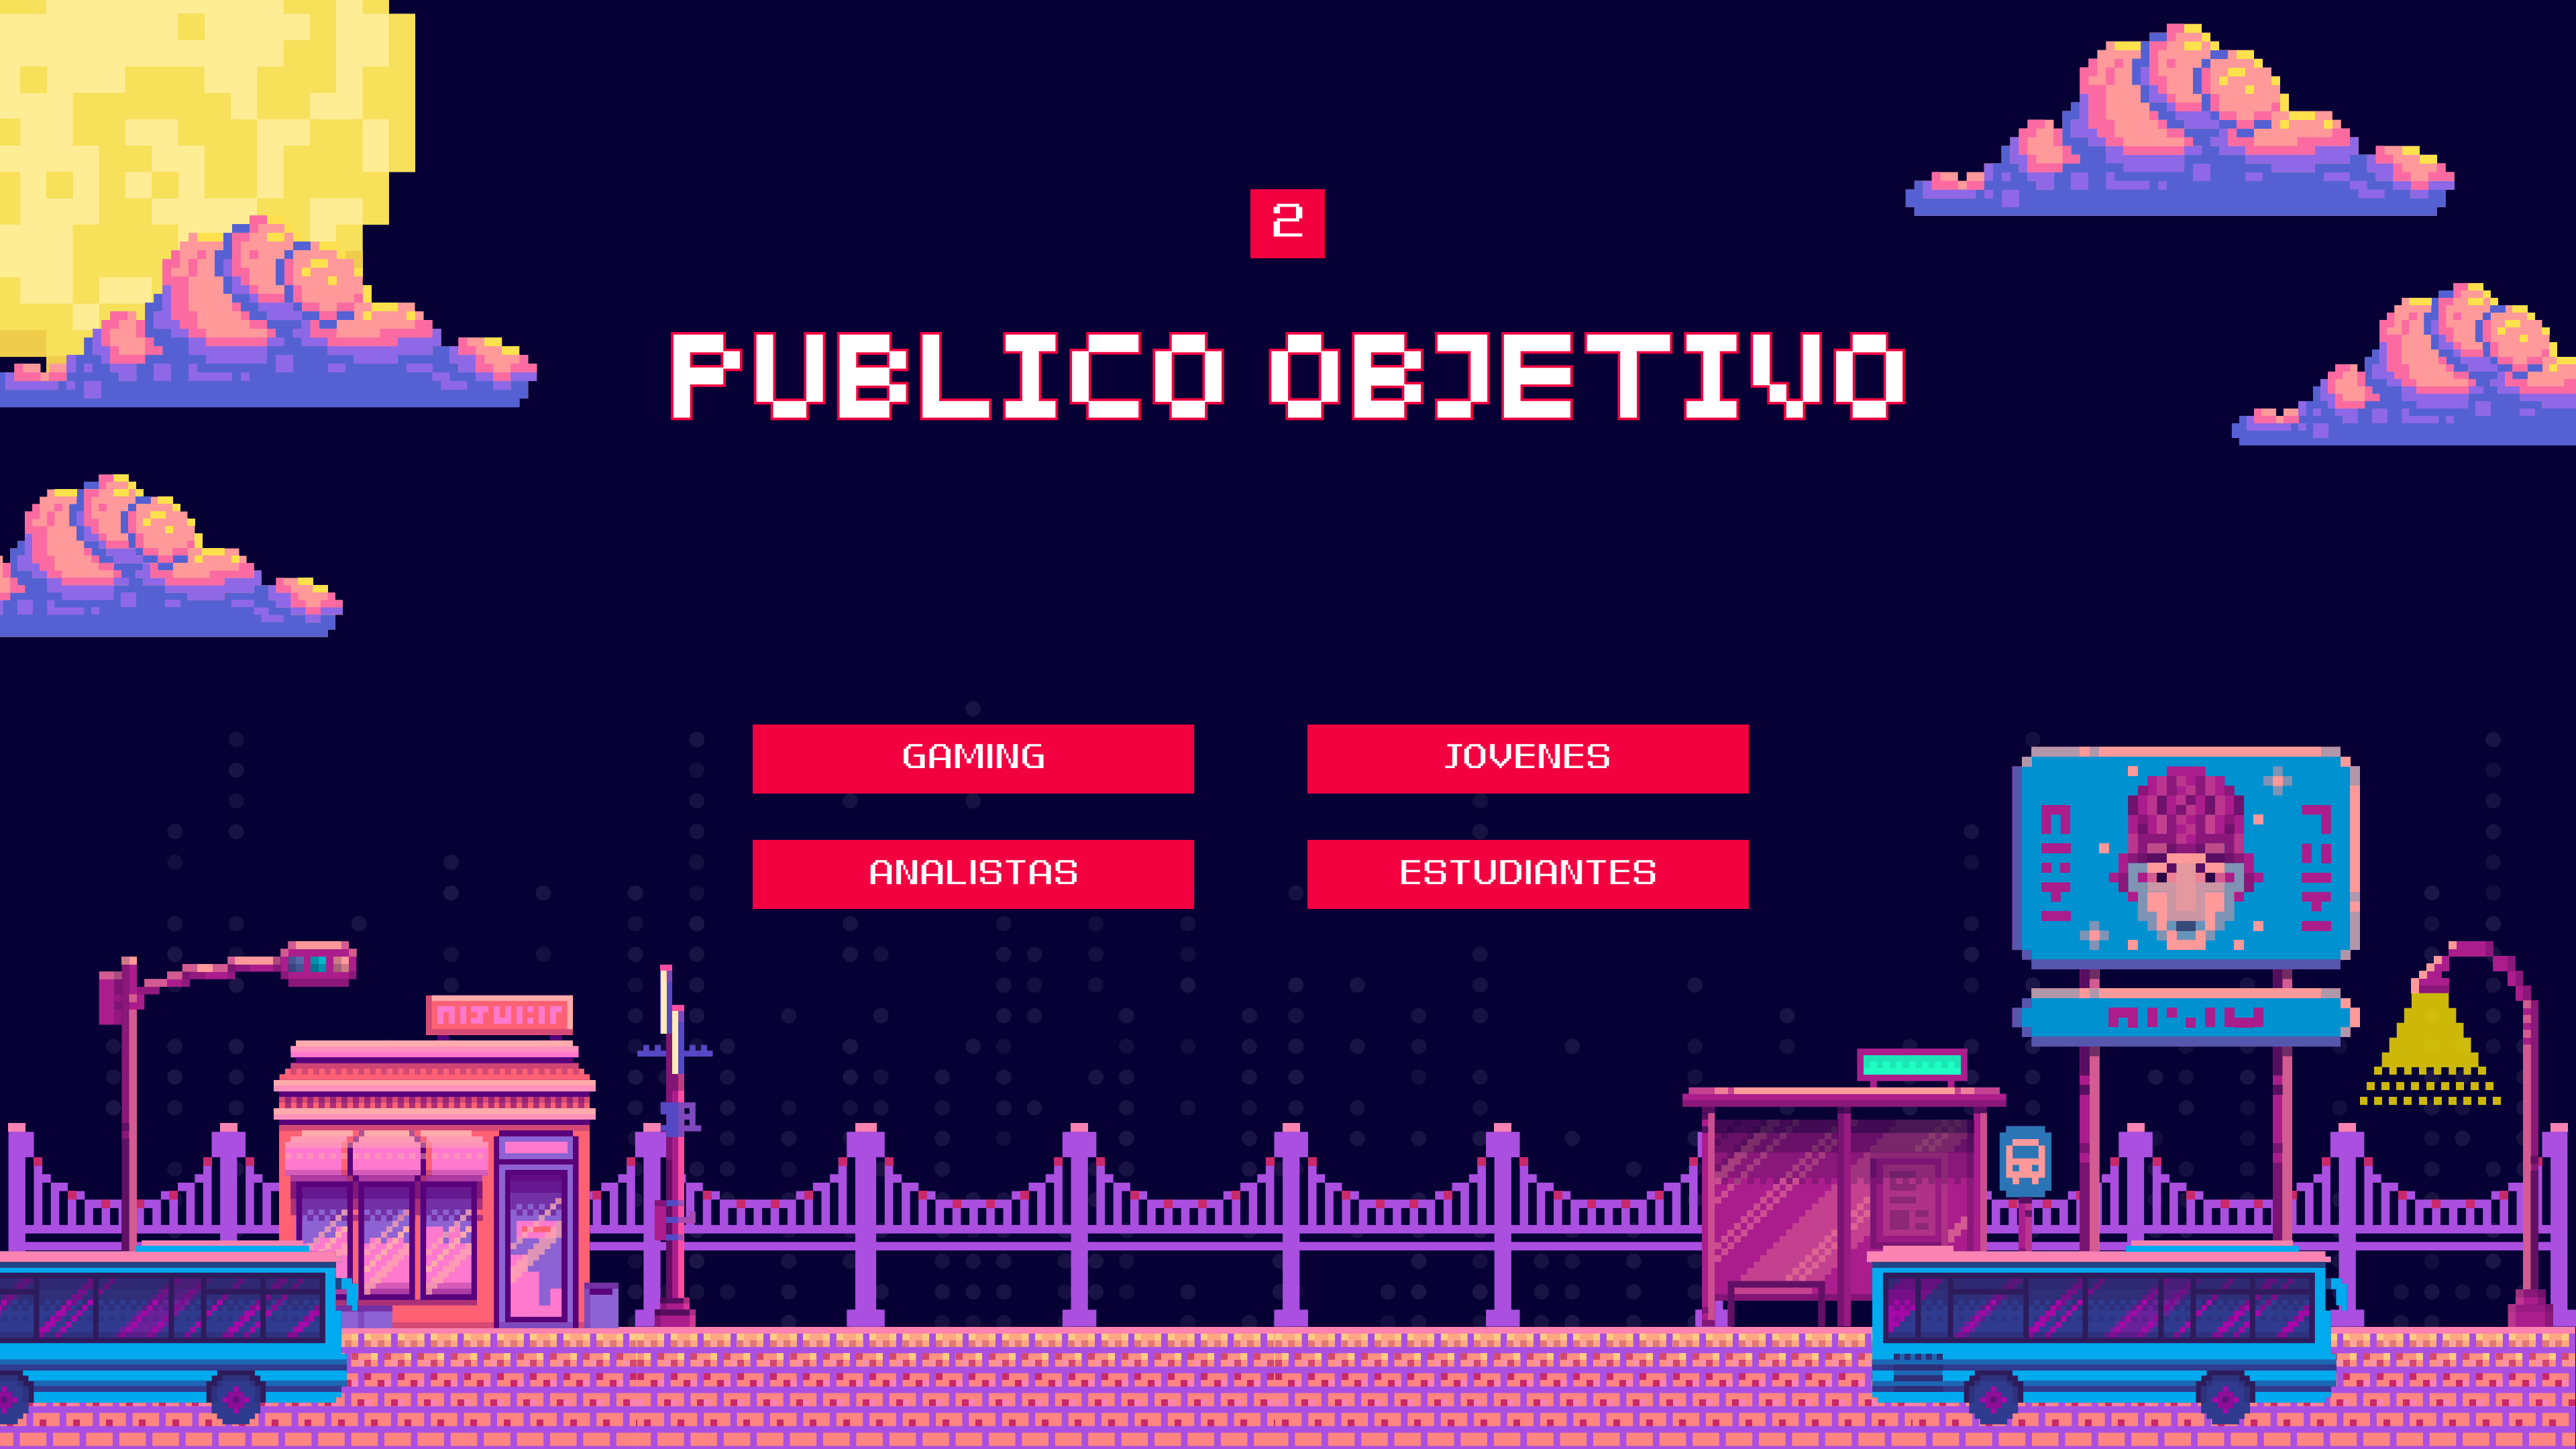 2
PUBLICO OBJETIVO
GAMING
JOVENES
ANALISTAS
ESTUDIANTES